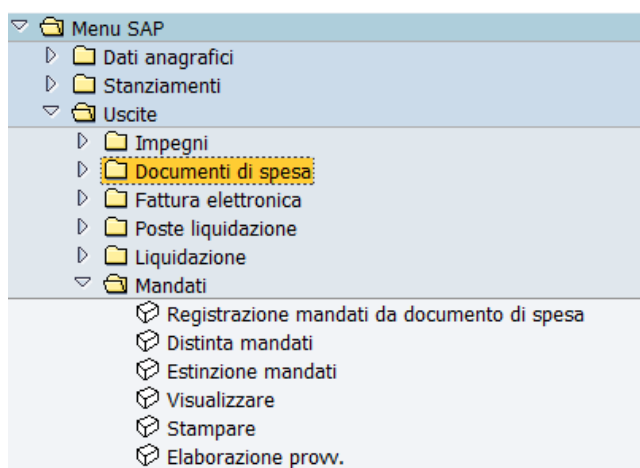 Menu SAP
Dati anagrafici
Stanziamenti
Uscite
Impegni
Documenti di spesa
Fattura elettronica
Poste liquidazione
Liquidazione
Mandati
Registrazione mandati da documento di spesa
Distinta mandati
Estinzione mandati
Visualizzare
Stampare
Elaborazione provv.